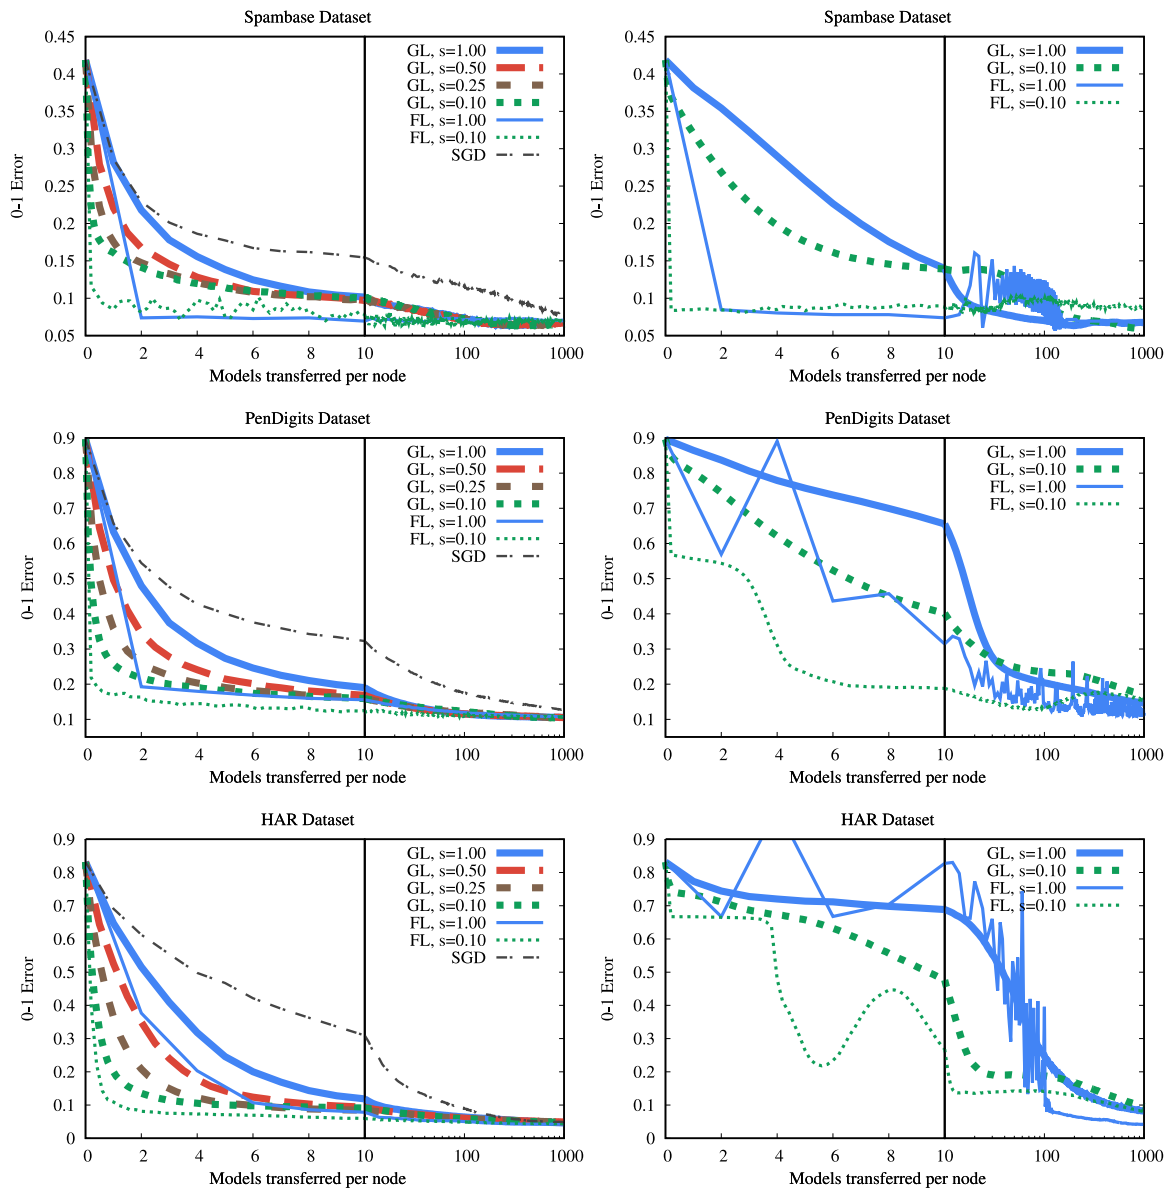 Spambase Dataset
0.45
0.4
0.35
0.3
0.25
0.2
0.15
0.1
0.05
0-1 Error
GL, s=1.00
GL, s=0.50
GL, s=0.25
GL, s=0.10
FL, s=1.00
FL, s=0.10
SGD
0 2 4 6 8 10 100 1000
Models transferred per node
Spambase Dataset
0.45
0.4
0.35
0.3
0.25
0.2
0.15
0.1
0.05
0-1 Error
GL, s=1.00
GL, s=0.10
FL, s=1.00
FL, s=0.10
0 2 4 6 8 10 100 1000
Models transferred per node
PenDigits Dataset
0.9
0.8
0.7
0.6
0.5
0.4
0.3
0.2
0.1
0-1 Error
GL, s=1.00
GL, s=0.50
GL, s=0.25
GL, s=0.10
FL, s=1.00
FL, s=0.10
SGD
0 2 4 6 8 10 100 1000
Models transferred per node
PenDigits Dataset
0.9
0.8
0.7
0.6
0.5
0.4
0.3
0.2
0.1
0-1 Error
GL, s=1.00
GL, s=0.10
FL, s=1.00
FL, s=0.10
0 2 4 6 8 10 100 1000
Models transferred per node
HAR Dataset
0.9
0.8
0.7
0.6
0.5
0.4
0.3
0.2
0.1
0
0-1 Error
GL, s=1.00
GL, s=0.50
GL, s=0.25
GL, s=0.10
FL, s=1.00
FL, s=0.10
SGD
0 2 4 6 8 10 100 1000
Models transferred per node
HAR Dataset
0.9
0.8
0.7
0.6
0.5
0.4
0.3
0.2
0.1
0
0-1 Error
GL, s=1.00
GL, s=0.10
FL, s=1.00
FL, s=0.10
0 2 4 6 8 10 100 1000
Models transferred per node